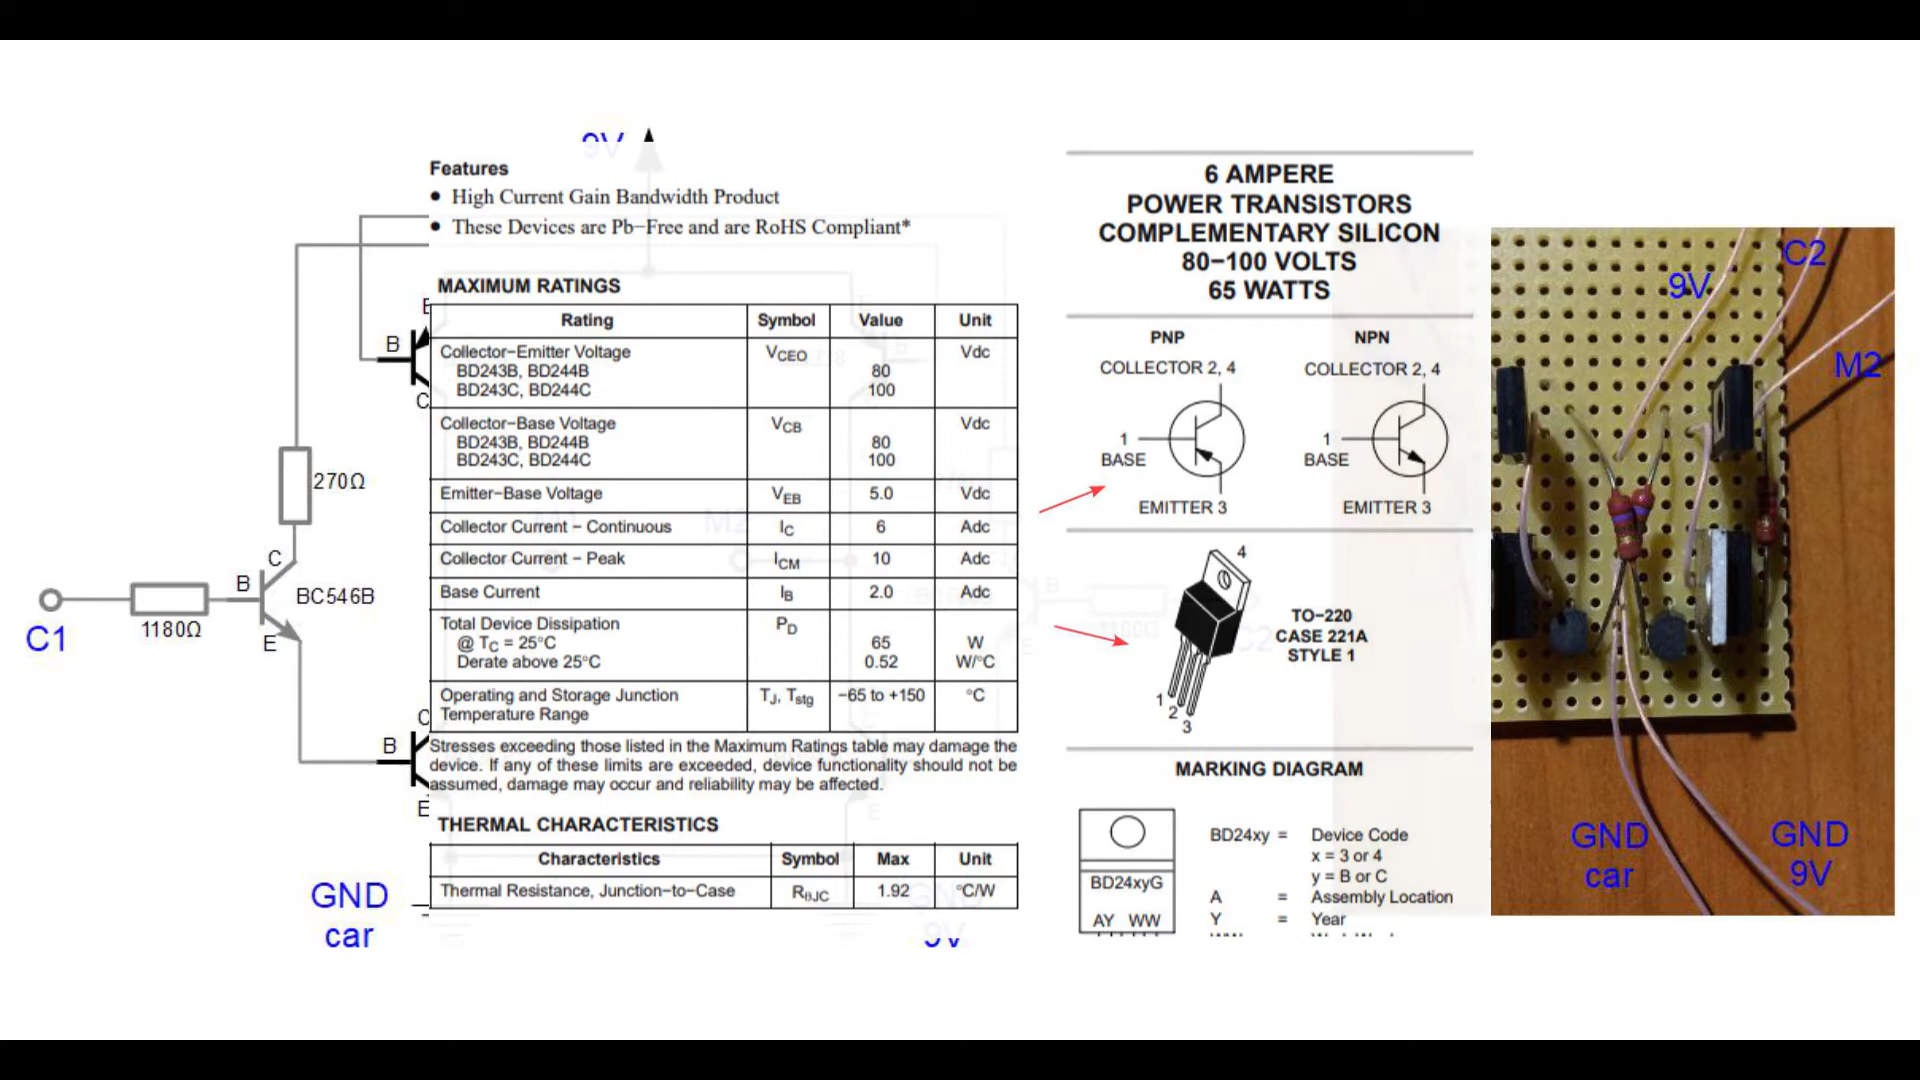 9V
Features
• High Current Gain Bandwidth Product
• These Devices are Pb−Free and are RoHS Compliant*
MAXIMUM RATINGS
Rating Symbol Value Unit
Collector−Emitter Voltage VCEO Vdc
BD243B, BD244B 80
BD243C, BD244C 100
Collector−Base Voltage VCB Vdc
BD243B, BD244B 80
BD243C, BD244C 100
Emitter−Base Voltage VEB 5.0 Vdc
Collector Current − Continuous IC 6 Adc
Collector Current − Peak ICM 10 Adc
Base Current IB 2.0 Adc
Total Device Dissipation PD
@ TC = 25°C 65 W
Derate above 25°C 0.52 W/°C
Operating and Storage Junction TJ, Tstg −65 to +150 °C
Temperature Range
Stresses exceeding those listed in the Maximum Ratings table may damage the
device. If any of these limits are exceeded, device functionality should not be
assumed, damage may occur and reliability may be affected.
THERMAL CHARACTERISTICS
Characteristics Symbol Max Unit
Thermal Resistance, Junction−to−Case RθJC 1.92 °C/W
B
C
270Ω
C
B
BC546B
E
1180Ω
C1
C
B
E
GND
car
GND
9V
M2
B
E
C2
E
6 AMPERE
POWER TRANSISTORS
COMPLEMENTARY SILICON
80−100 VOLTS
65 WATTS
PNP
COLLECTOR 2, 4
1
BASE
EMITTER 3
NPN
COLLECTOR 2, 4
1
BASE
EMITTER 3
4
TO−220
CASE 221A
STYLE 1
1
2
3
MARKING DIAGRAM
BD24xyG
AY WW
BD24xy = Device Code
x = 3 or 4
y = B or C
A = Assembly Location
Y = Year
C2
9V
M2
GND
car
GND
9V